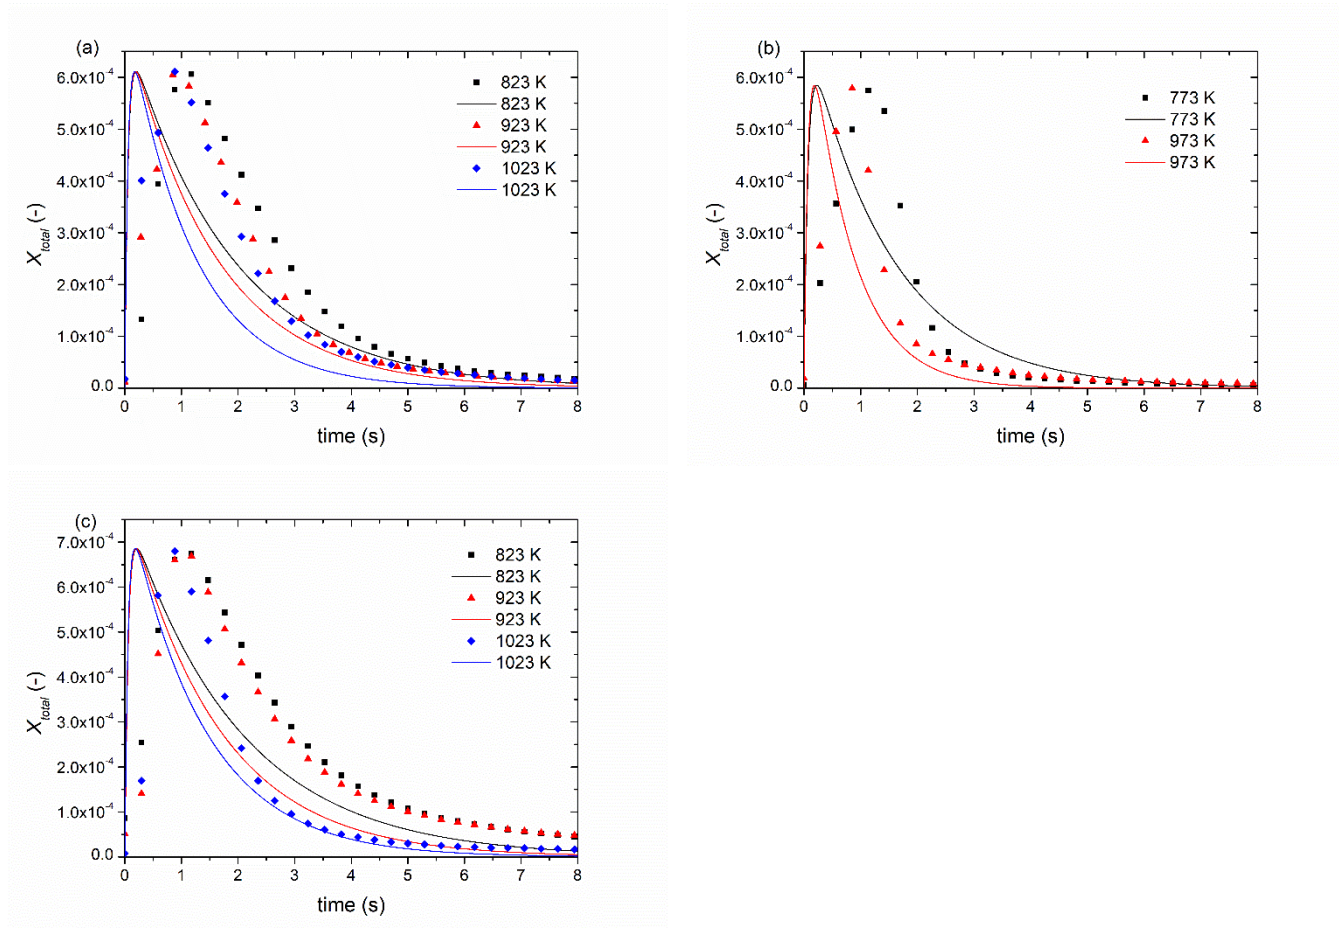 (a)
6.0x10⁻⁴
5.0x10⁻⁴
4.0x10⁻⁴
3.0x10⁻⁴
2.0x10⁻⁴
1.0x10⁻⁴
0.0
X_total (-)
823 K
823 K
923 K
923 K
1023 K
1023 K
0 1 2 3 4 5 6 7 8
time (s)
(b)
6.0x10⁻⁴
5.0x10⁻⁴
4.0x10⁻⁴
3.0x10⁻⁴
2.0x10⁻⁴
1.0x10⁻⁴
0.0
X_total (-)
773 K
773 K
973 K
973 K
0 1 2 3 4 5 6 7 8
time (s)
(c)
7.0x10⁻⁴
6.0x10⁻⁴
5.0x10⁻⁴
4.0x10⁻⁴
3.0x10⁻⁴
2.0x10⁻⁴
1.0x10⁻⁴
0.0
X_total (-)
823 K
823 K
923 K
923 K
1023 K
1023 K
0 1 2 3 4 5 6 7 8
time (s)